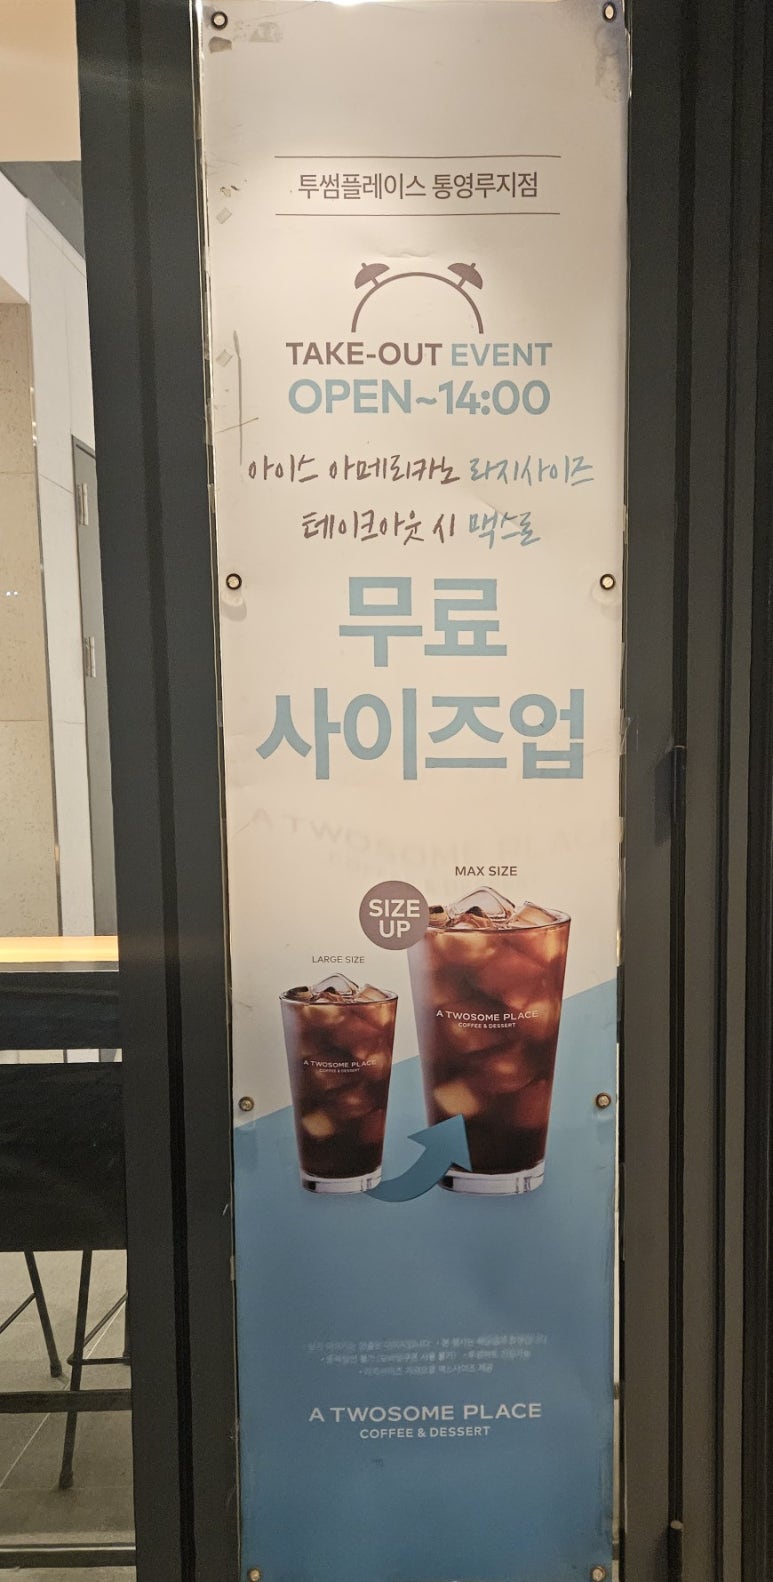 투썸플레이스 통영루지점
TAKE-OUT EVENT
OPEN~14:00
아이스 아메리카노 라지사이즈
테이크아웃 시 맥스로
무료
사이즈업
MAX SIZE
SIZE
UP
LARGE SIZE
A TWOSOME PLACE
COFFEE & DESSERT
A TWOSOME PLACE
COFFEE & DESSERT
A TWOSOME PLACE
COFFEE & DESSERT